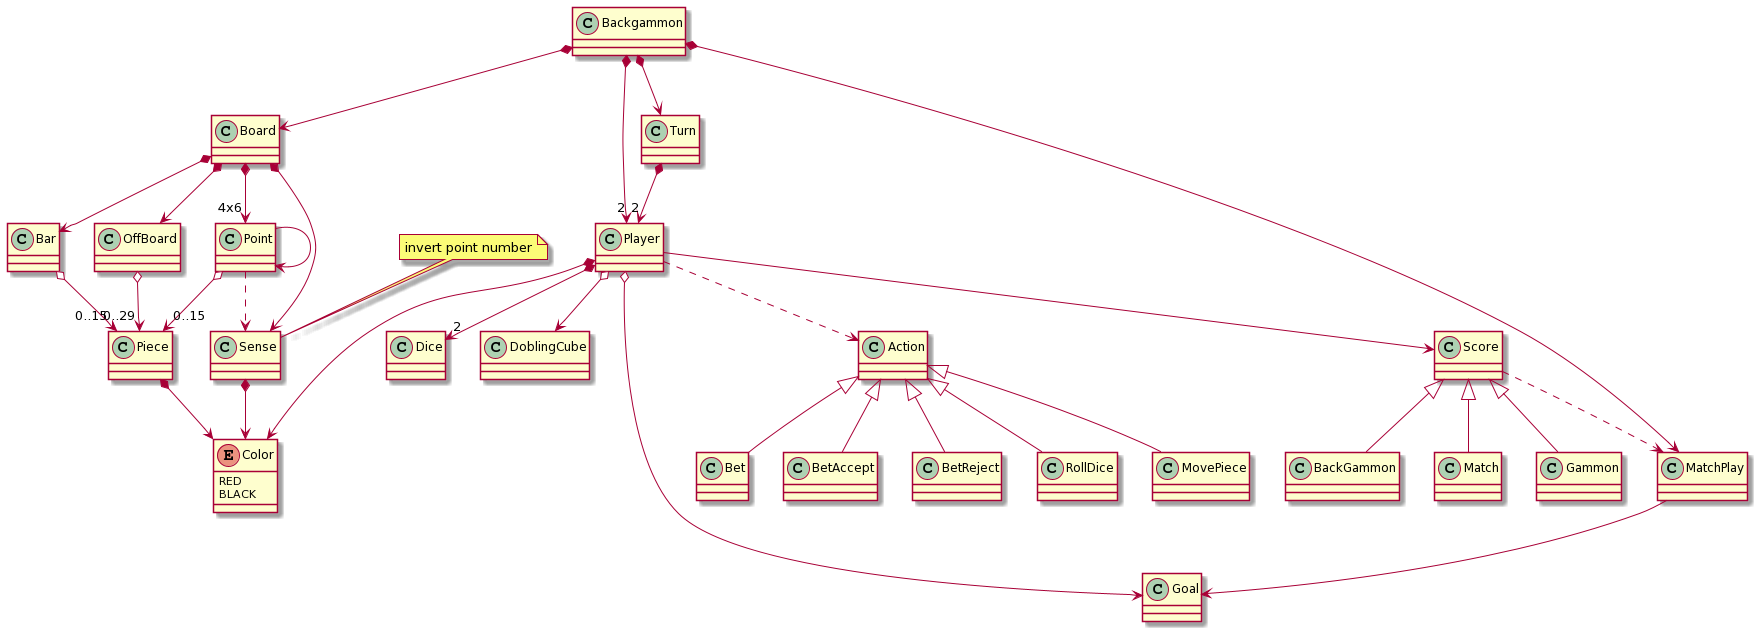 C Backgammon
C Board
C Turn
4x6
2
2
C Bar
C OffBoard
C Point
invert point number
C Player
0..15
0..29
0..15
2
C Piece
C Sense
C Dice
C DoblingCube
C Action
C Score
E Color
RED
BLACK
C Bet
C BetAccept
C BetReject
C RollDice
C MovePiece
C BackGammon
C Match
C Gammon
C MatchPlay
C Goal